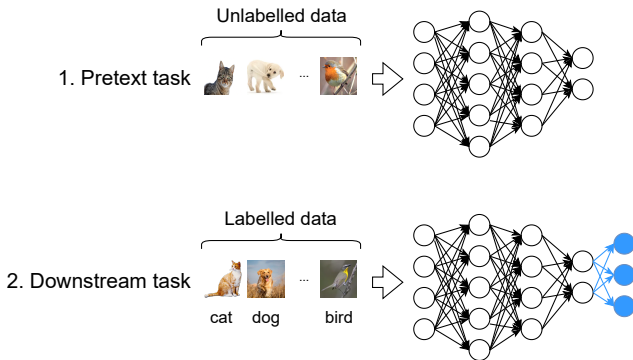 Unlabelled data
1. Pretext task
...
Labelled data
2. Downstream task
...
cat dog bird